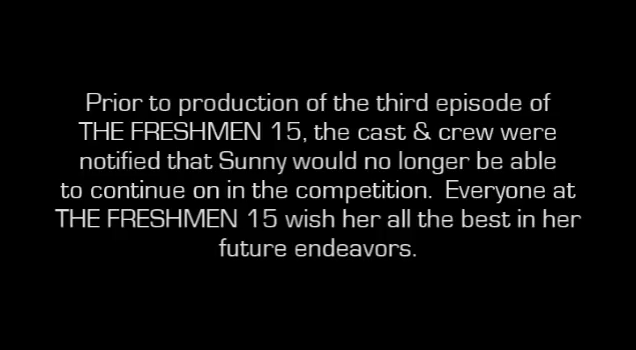 Prior to production of the third episode of
THE FRESHMEN 15, the cast & crew were
notified that Sunny would no longer be able
to continue on in the competition.  Everyone at
THE FRESHMEN 15 wish her all the best in her
future endeavors.